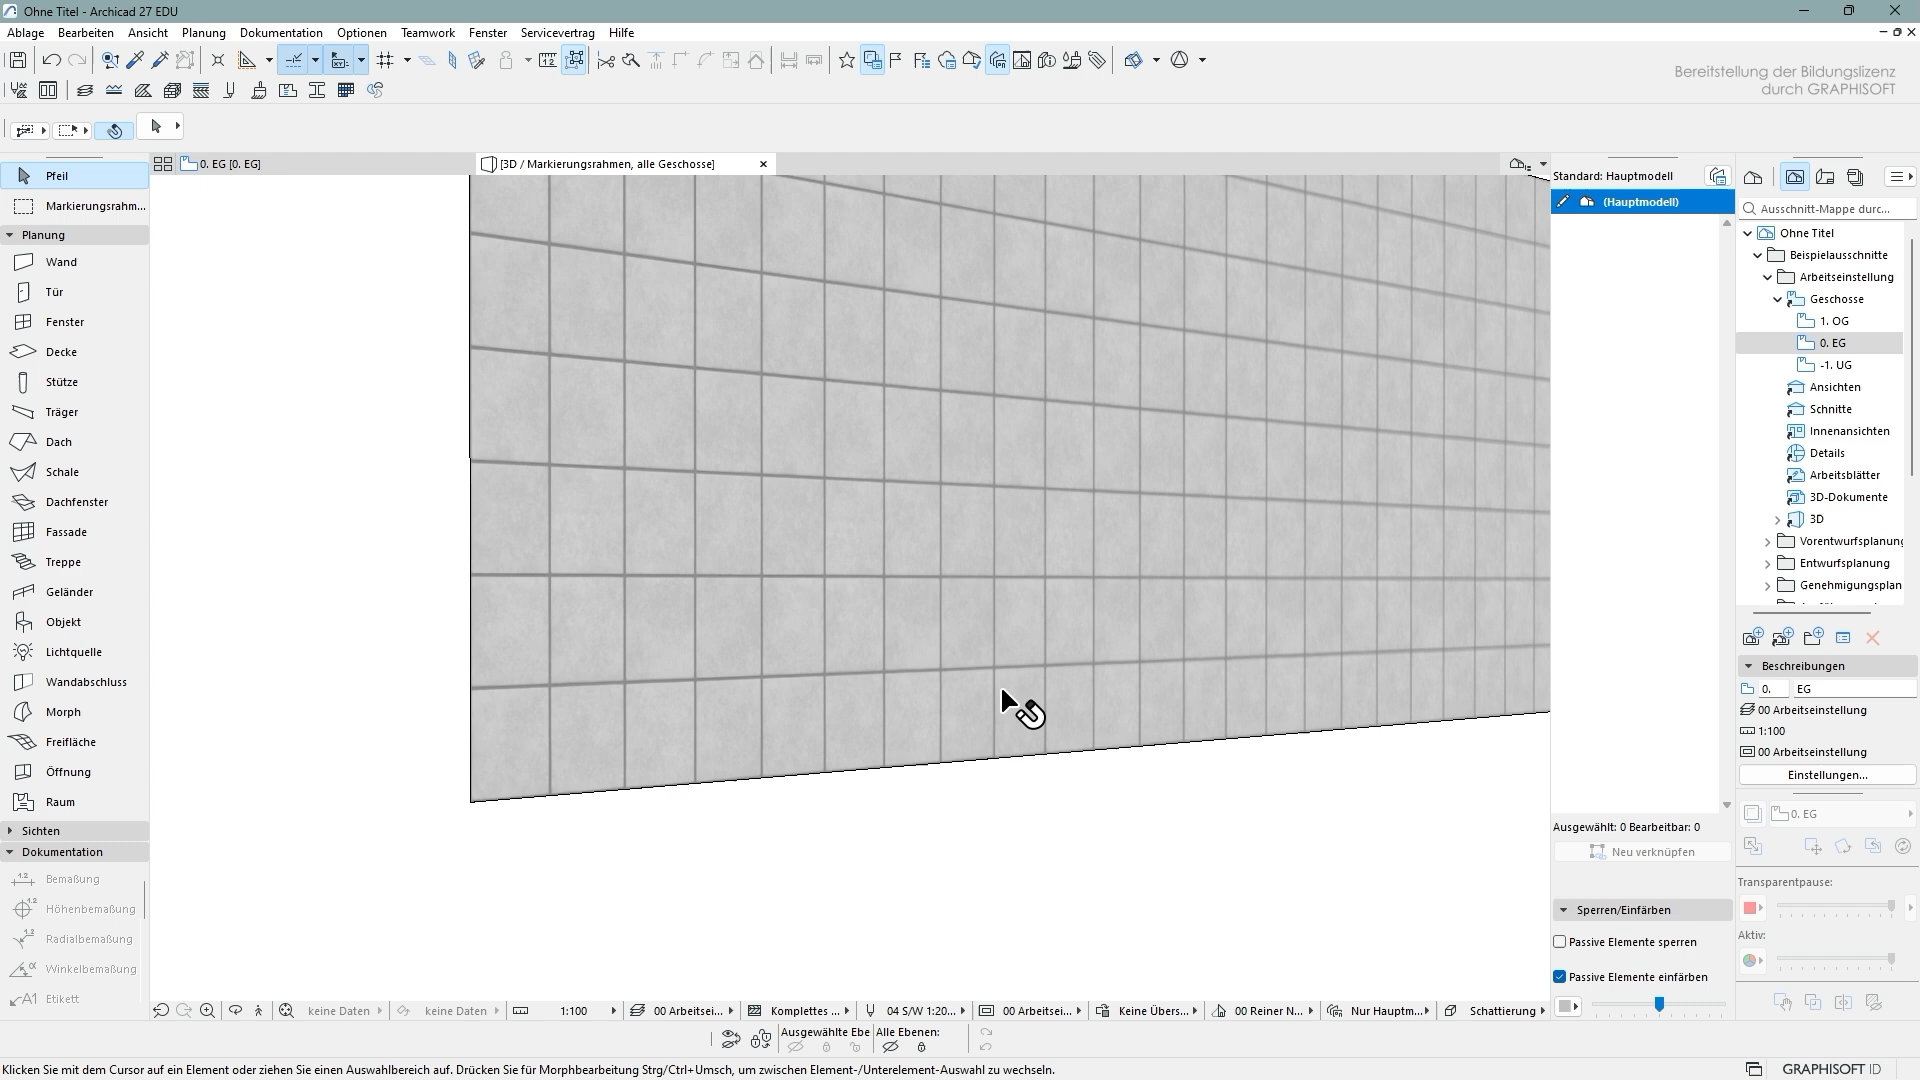 Ohne Titel - Archicad 27 EDU
Ablage Bearbeiten Ansicht Planung Dokumentation Optionen Teamwork Fenster Servicevertrag Hilfe
Bereitstellung der Bildungslizenz
durch GRAPHISOFT
0. EG [0. EG]
[3D / Markierungsrahmen, alle Geschosse]
Pfeil
Markierungsrahm...
Planung
Wand
Tür
Fenster
Decke
Stütze
Träger
Dach
Schale
Dachfenster
Fassade
Treppe
Geländer
Objekt
Lichtquelle
Wandabschluss
Morph
Freifläche
Öffnung
Raum
Sichten
Dokumentation
Bemaßung
Höhenbemaßung
Radialbemaßung
Winkelbemaßung
A1 Etikett
Standard: Hauptmodell
(Hauptmodell)
Ausgewählt: 0 Bearbeitbar: 0
Neu verknüpfen
Sperren/Einfärben
Passive Elemente sperren
Passive Elemente einfärben
Ausschnitt-Mappe durc...
Ohne Titel
Beispielausschnitte
Arbeitseinstellung
Geschosse
1. OG
0. EG
-1. UG
Ansichten
Schnitte
Innenansichten
Details
Arbeitsblätter
3D-Dokumente
3D
Vorentwurfsplanung
Entwurfsplanung
Genehmigungsplan
Beschreibungen
0. EG
00 Arbeitseinstellung
1:100
00 Arbeitseinstellung
Einstellungen...
0. EG
Transparentpause:
Aktiv:
keine Daten keine Daten 1:100 00 Arbeitsei... Komplettes ... 04 S/W 1:20... 00 Arbeitsei... Keine Übers... 00 Reiner N... Nur Hauptm... Schattierung
Ausgewählte Ebe Alle Ebenen:
Klicken Sie mit dem Cursor auf ein Element oder ziehen Sie einen Auswahlbereich auf. Drücken Sie für Morphbearbeitung Strg/Ctrl+Umsch, um zwischen Element-/Unterelement-Auswahl zu wechseln.
GRAPHISOFT ID